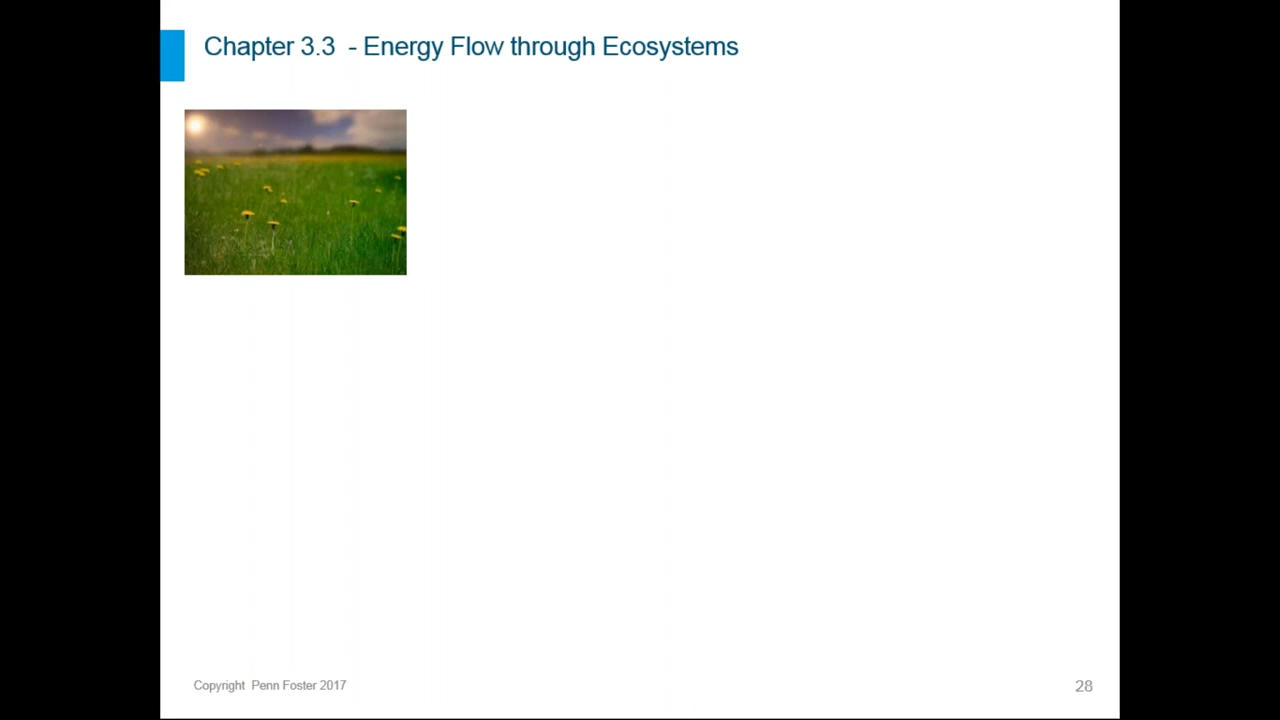 Chapter 3.3 - Energy Flow through Ecosystems
Copyright Penn Foster 2017
28